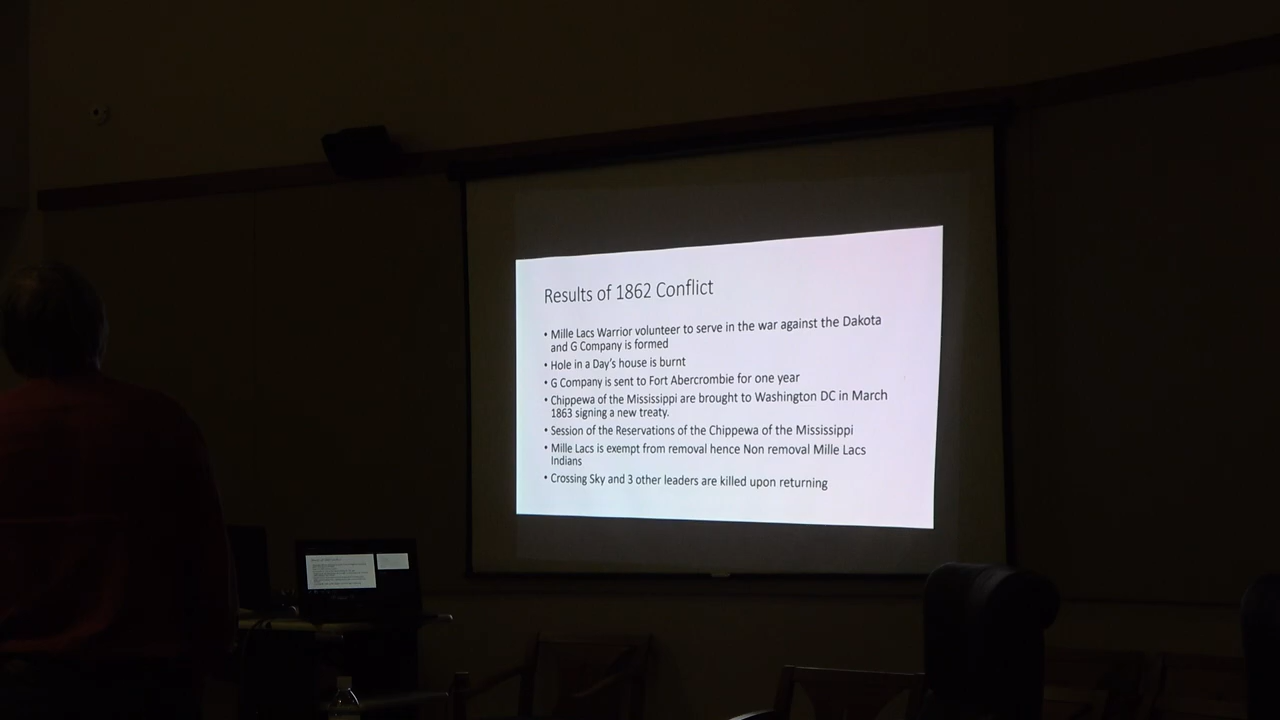 Results of 1862 Conflict
• Mille Lacs Warrior volunteer to serve in the war against the Dakota
and G Company is formed
• Hole in a Day's house is burnt
• G Company is sent to Fort Abercrombie for one year
• Chippewa of the Mississippi are brought to Washington DC in March
1863 signing a new treaty.
• Session of the Reservations of the Chippewa of the Mississippi
• Mille Lacs is exempt from removal hence Non removal Mille Lacs
Indians
• Crossing Sky and 3 other leaders are killed upon returning